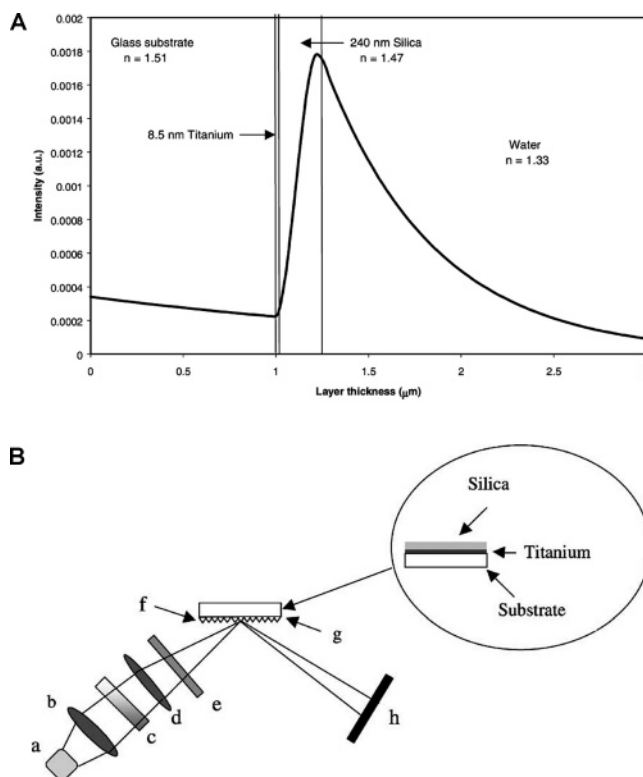 A
0.002
0.0018
0.0016
0.0014
0.0012
0.001
0.0008
0.0006
0.0004
0.0002
0
Intensity (a.u.)
Glass substrate
n = 1.51
240 nm Silica
n = 1.47
8.5 nm Titanium
Water
n = 1.33
0
0.5
1
1.5
2
2.5
Layer thickness (μm)
B
Silica
Titanium
Substrate
f
g
e
d
b
c
a
h